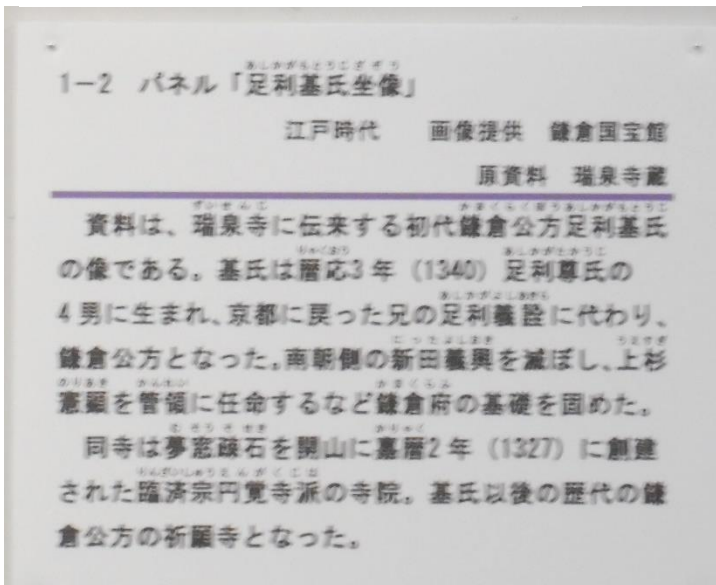 1－2　パネル「足利基氏坐像」
江戸時代　　画像提供　鎌倉国宝館
原資料　瑞泉寺蔵
資料は、瑞泉寺に伝来する初代鎌倉公方足利基氏
の像である。基氏は暦応3年（1340）足利尊氏の
4男に生まれ、京都に戻った兄の足利義詮に代わり、
鎌倉公方となった。南朝側の新田義興を滅ぼし、上杉
憲顕を管領に任命するなど鎌倉府の基礎を固めた。
同寺は夢窓疎石を開山に嘉暦2年（1327）に創建
された臨済宗円覚寺派の寺院。基氏以後の歴代の鎌
倉公方の祈願寺となった。